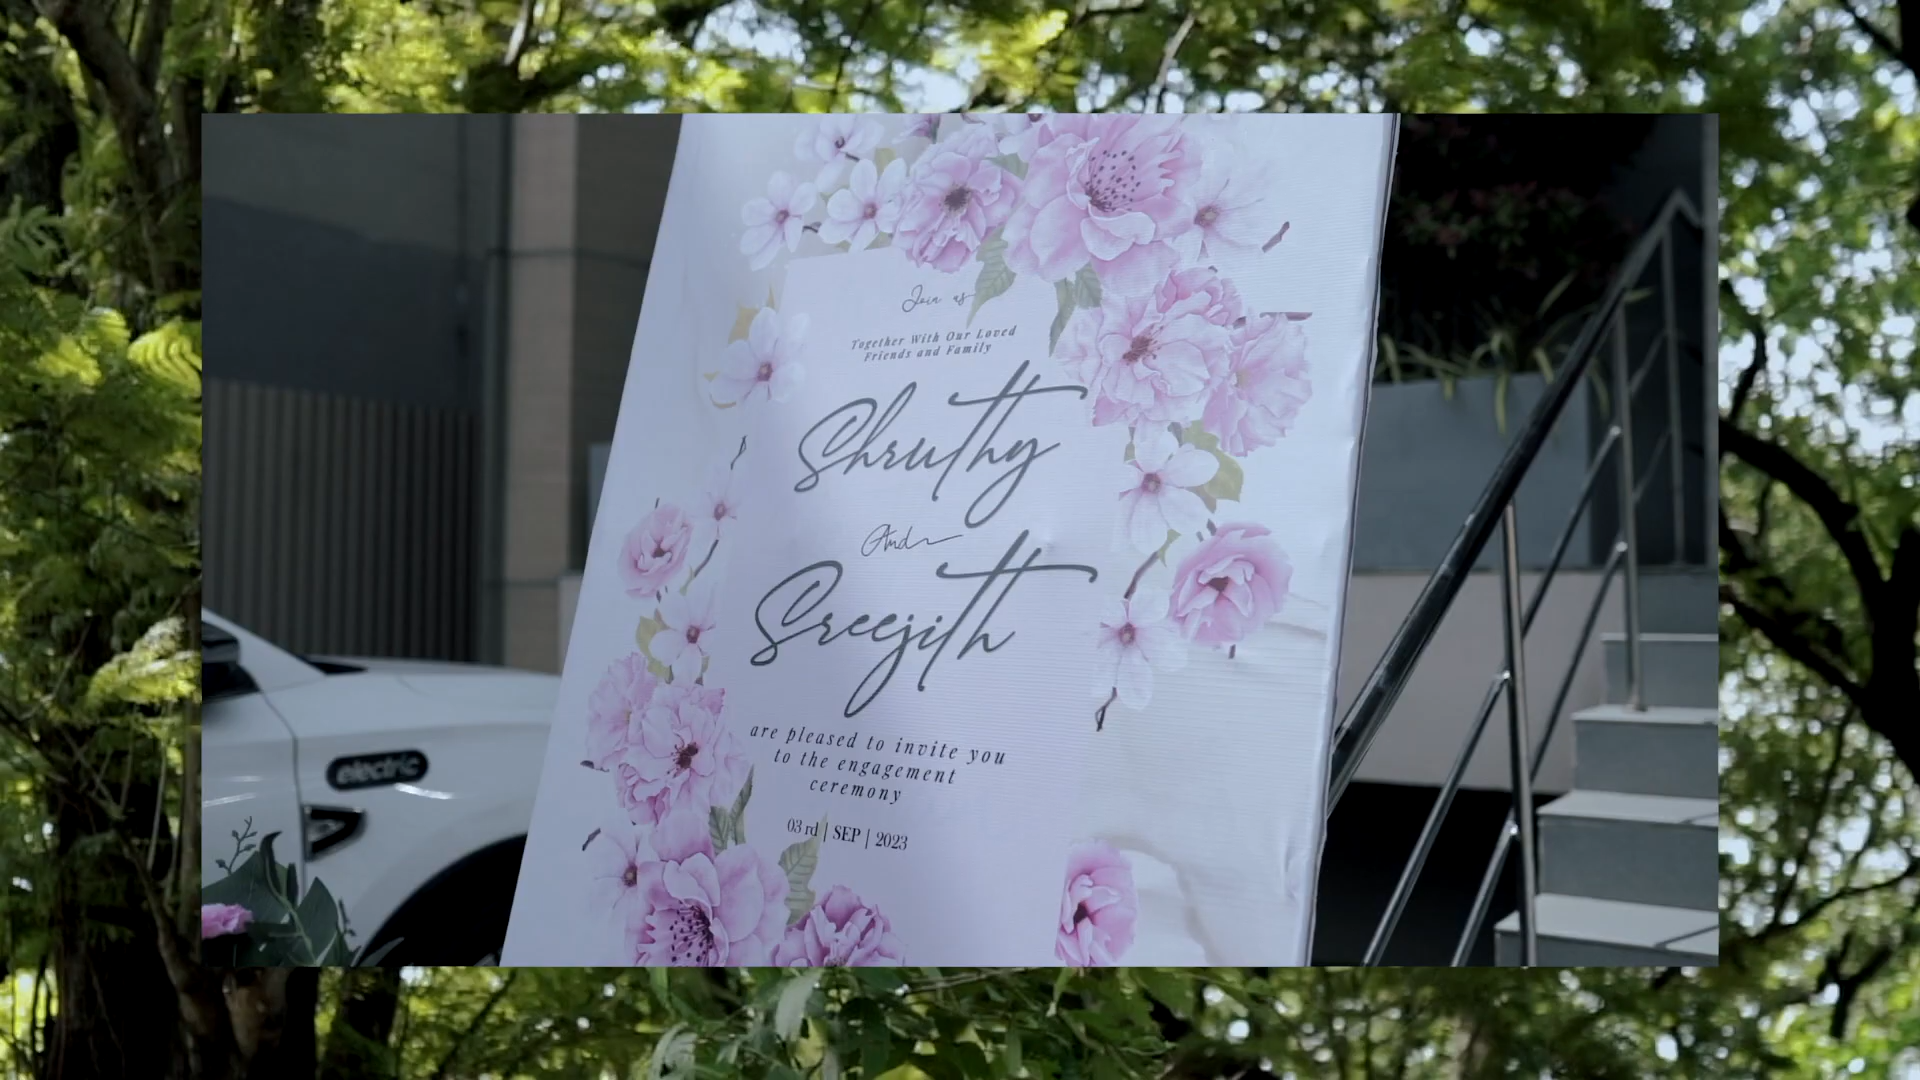 Join us
Together With Our Loved
Friends and Family
Shruthy
And
Sreejith
are pleased to invite you
to the engagement
ceremony
03 rd | SEP | 2023
electric